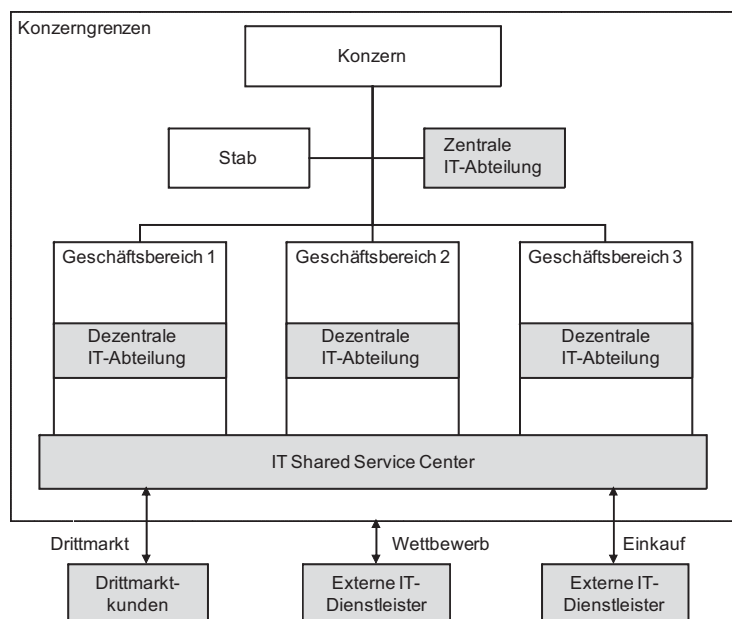 Konzerngrenzen
Konzern
Stab
Zentrale
IT-Abteilung
Geschäftsbereich 1
Geschäftsbereich 2
Geschäftsbereich 3
Dezentrale
IT-Abteilung
Dezentrale
IT-Abteilung
Dezentrale
IT-Abteilung
IT Shared Service Center
Drittmarkt
Wettbewerb
Einkauf
Drittmarkt-
kunden
Externe IT-
Dienstleister
Externe IT-
Dienstleister